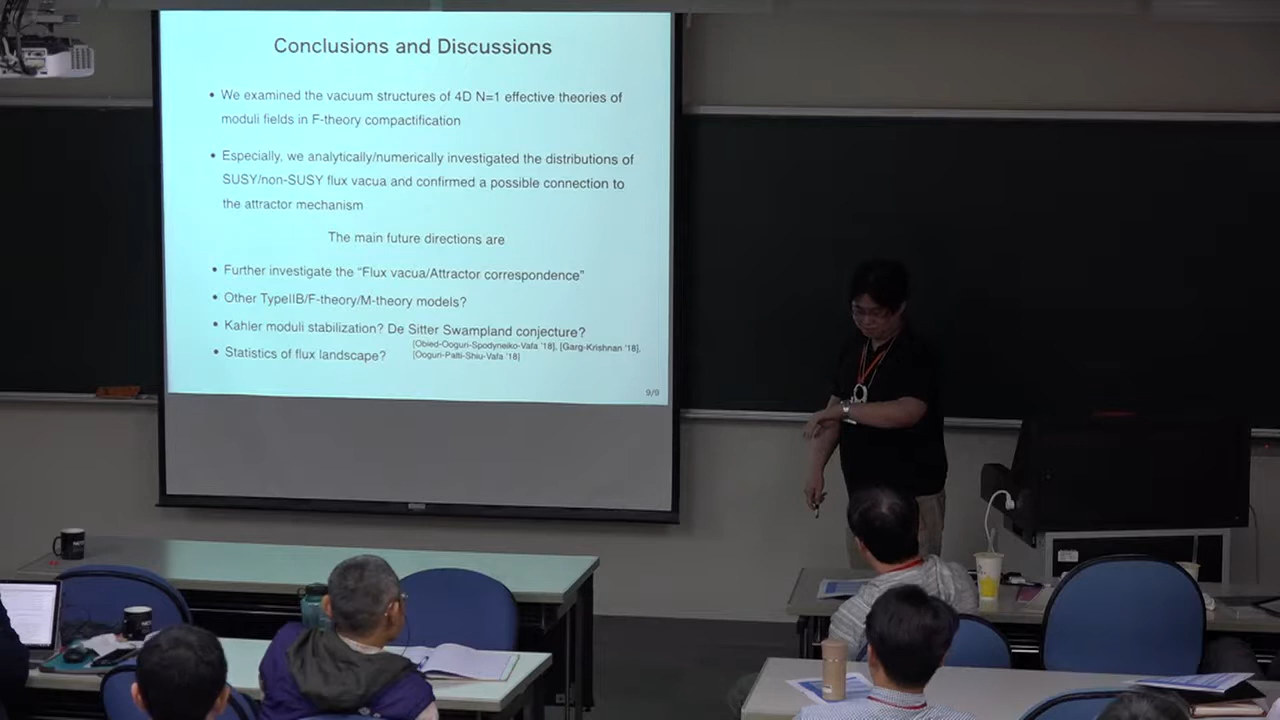 Conclusions and Discussions
• We examined the vacuum structures of 4D N=1 effective theories of
moduli fields in F-theory compactification
• Especially, we analytically/numerically investigated the distributions of
SUSY/non-SUSY flux vacua and confirmed a possible connection to
the attractor mechanism
The main future directions are
• Further investigate the “Flux vacua/Attractor correspondence”
• Other TypeIIB/F-theory/M-theory models?
• Kahler moduli stabilization? De Sitter Swampland conjecture?
[Obied-Ooguri-Spodyneiko-Vafa '18], [Garg-Krishnan '18],
• Statistics of flux landscape?
[Ooguri-Palti-Shiu-Vafa '18]
9/9